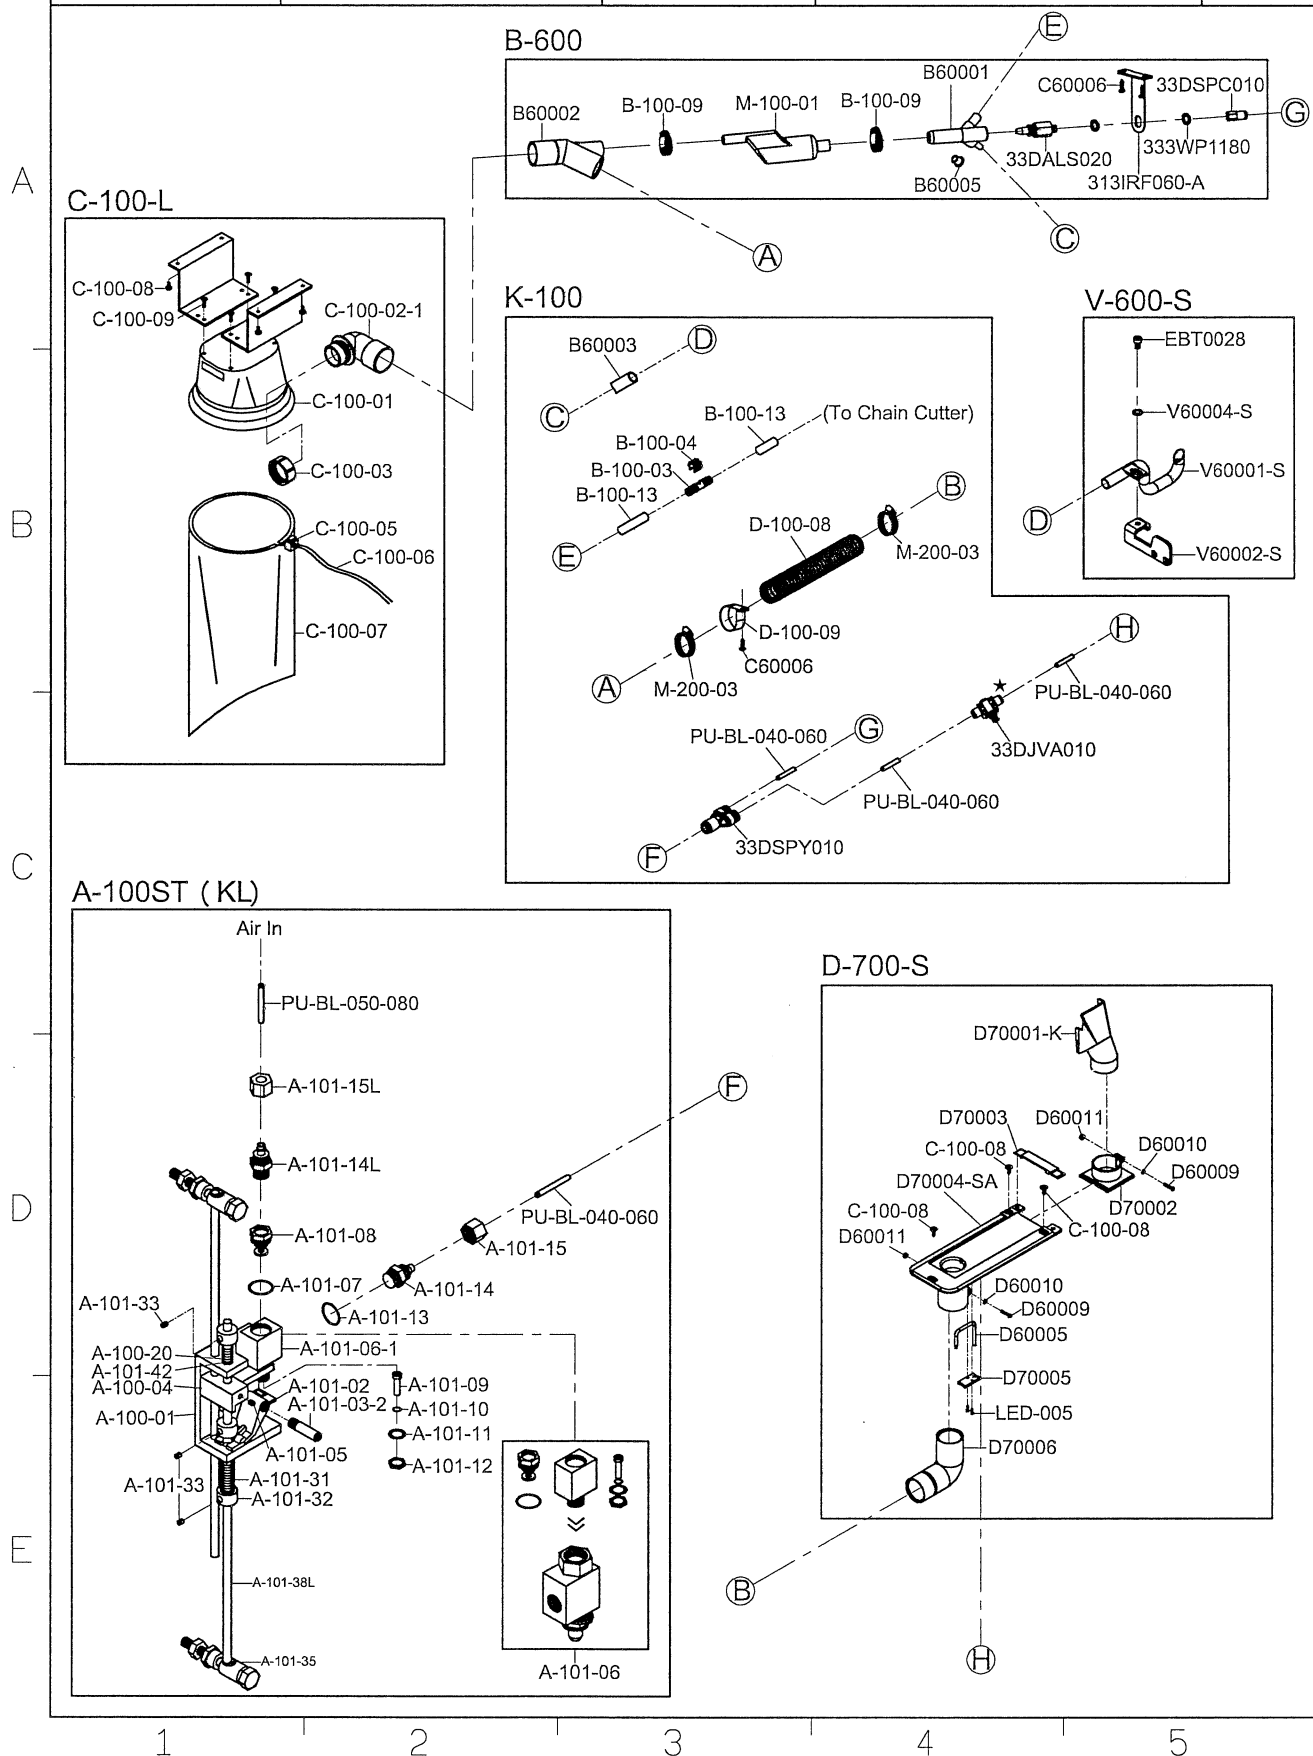 B-600
E
B60001
C60006
33DSPC010
B-100-09
M-100-01
B-100-09
B60002
G
333WP1180
33DALS020
313IRF060-A
B60005
A
C
A
C-100-L
C-100-08
C-100-09
C-100-02-1
C-100-01
C-100-03
C-100-05
C-100-06
C-100-07
B
K-100
B60003
D
C
B-100-13
(To Chain Cutter)
B-100-04
B-100-03
B-100-13
E
B
D-100-08
M-200-03
D-100-09
C60006
A
M-200-03
H
PU-BL-040-060
★
33DJVA010
PU-BL-040-060
G
PU-BL-040-060
33DSPY010
F
V-600-S
EBT0028
V60004-S
V60001-S
D
V60002-S
C
A-100ST ( KL)
Air In
PU-BL-050-080
A-101-15L
F
A-101-14L
PU-BL-040-060
A-101-08
A-101-15
A-101-07
A-101-14
A-101-33
A-101-13
A-101-06-1
A-100-20
A-101-42
A-100-04
A-101-02
A-101-09
A-101-03-2
A-101-10
A-100-01
A-101-11
A-101-05
A-101-12
A-101-31
A-101-33
A-101-32
A-101-38L
A-101-35
A-101-06
D
D-700-S
D70001-K
D70003
D60011
D60010
C-100-08
D60009
D70004-SA
D70002
C-100-08
C-100-08
D60011
D60010
D60009
D60005
D70005
LED-005
D70006
B
H
E
1
2
3
4
5